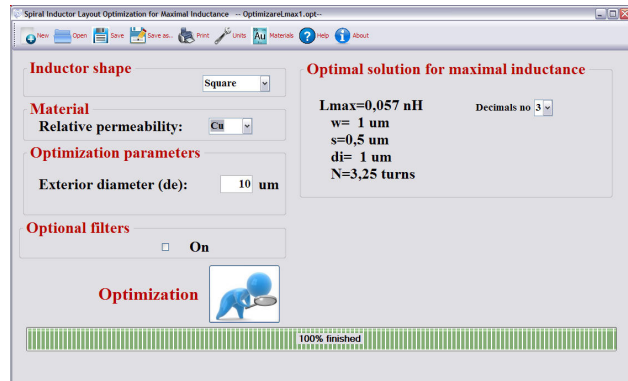 Spiral Inductor Layout Optimization for Maximal Inductance -- OptimizareLmax1.opt--
New Open Save Save as... Print Units Au Materials ? Help i About
Inductor shape
Square
Material
Relative permeability: Cu
Optimization parameters
Exterior diameter (de): 10 um
Optional filters
On
Optimization
Optimal solution for maximal inductance
Lmax=0,057 nH Decimals no 3
w= 1 um
s=0,5 um
di= 1 um
N=3,25 turns
100% finished